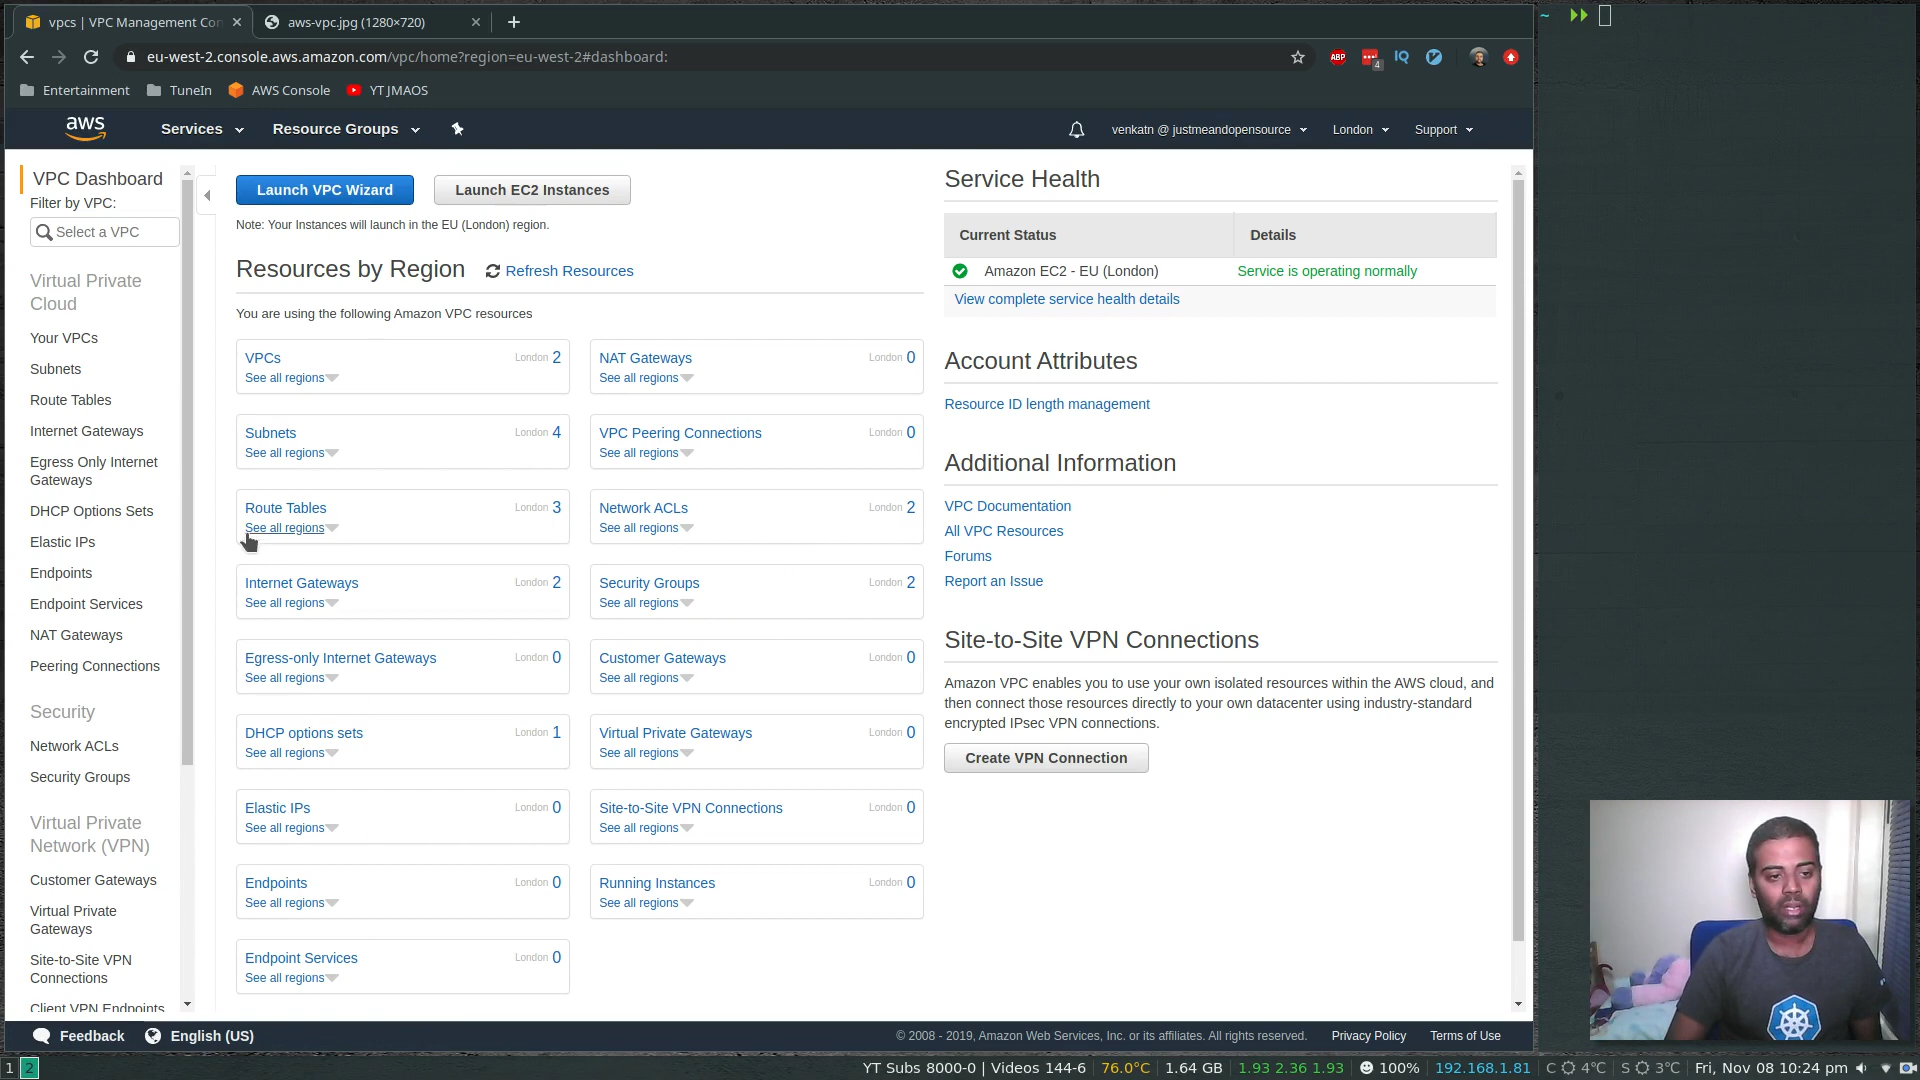 vpcs | VPC Management Con
aws-vpc.jpg (1280×720)
eu-west-2.console.aws.amazon.com/vpc/home?region=eu-west-2#dashboard:
ABP
4
IQ
Entertainment
TuneIn
AWS Console
YT JMAOS
aws
Services
Resource Groups
venkatn @ justmeandopensource
London
Support
VPC Dashboard
Filter by VPC:
Select a VPC
Virtual Private
Cloud
Your VPCs
Subnets
Route Tables
Internet Gateways
Egress Only Internet
Gateways
DHCP Options Sets
Elastic IPs
Endpoints
Endpoint Services
NAT Gateways
Peering Connections
Security
Network ACLs
Security Groups
Virtual Private
Network (VPN)
Customer Gateways
Virtual Private
Gateways
Site-to-Site VPN
Connections
Client VPN Endpoints
Launch VPC Wizard
Launch EC2 Instances
Note: Your Instances will launch in the EU (London) region.
Resources by Region
Refresh Resources
You are using the following Amazon VPC resources
VPCs London 2
See all regions
NAT Gateways London 0
See all regions
Subnets London 4
See all regions
VPC Peering Connections London 0
See all regions
Route Tables London 3
See all regions
Network ACLs London 2
See all regions
Internet Gateways London 2
See all regions
Security Groups London 2
See all regions
Egress-only Internet Gateways London 0
See all regions
Customer Gateways London 0
See all regions
DHCP options sets London 1
See all regions
Virtual Private Gateways London 0
See all regions
Elastic IPs London 0
See all regions
Site-to-Site VPN Connections London 0
See all regions
Endpoints London 0
See all regions
Running Instances London 0
See all regions
Endpoint Services London 0
See all regions
Service Health
Current Status Details
Amazon EC2 - EU (London) Service is operating normally
View complete service health details
Account Attributes
Resource ID length management
Additional Information
VPC Documentation
All VPC Resources
Forums
Report an Issue
Site-to-Site VPN Connections
Amazon VPC enables you to use your own isolated resources within the AWS cloud, and
then connect those resources directly to your own datacenter using industry-standard
encrypted IPsec VPN connections.
Create VPN Connection
Feedback
English (US)
© 2008 - 2019, Amazon Web Services, Inc. or its affiliates. All rights reserved.
Privacy Policy
Terms of Use
~
1 2
YT Subs 8000-0 | Videos 144-6 | 76.0°C | 1.64 GB | 1.93 2.36 1.93 | 100% | 192.168.1.81 | C 4°C | S 3°C | Fri, Nov 08 10:24 pm